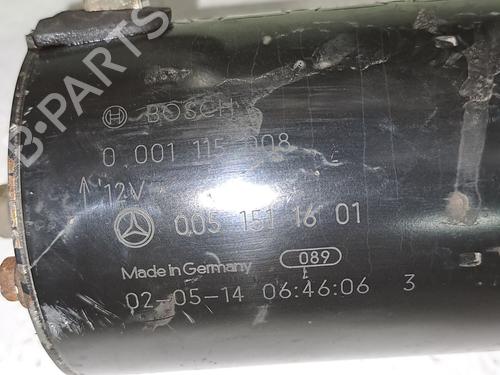 BOSCH
0 001 115 008
12V
005 151 16 01
Made in Germany 089
02-05-14 06:46:06 3
B-PARTS